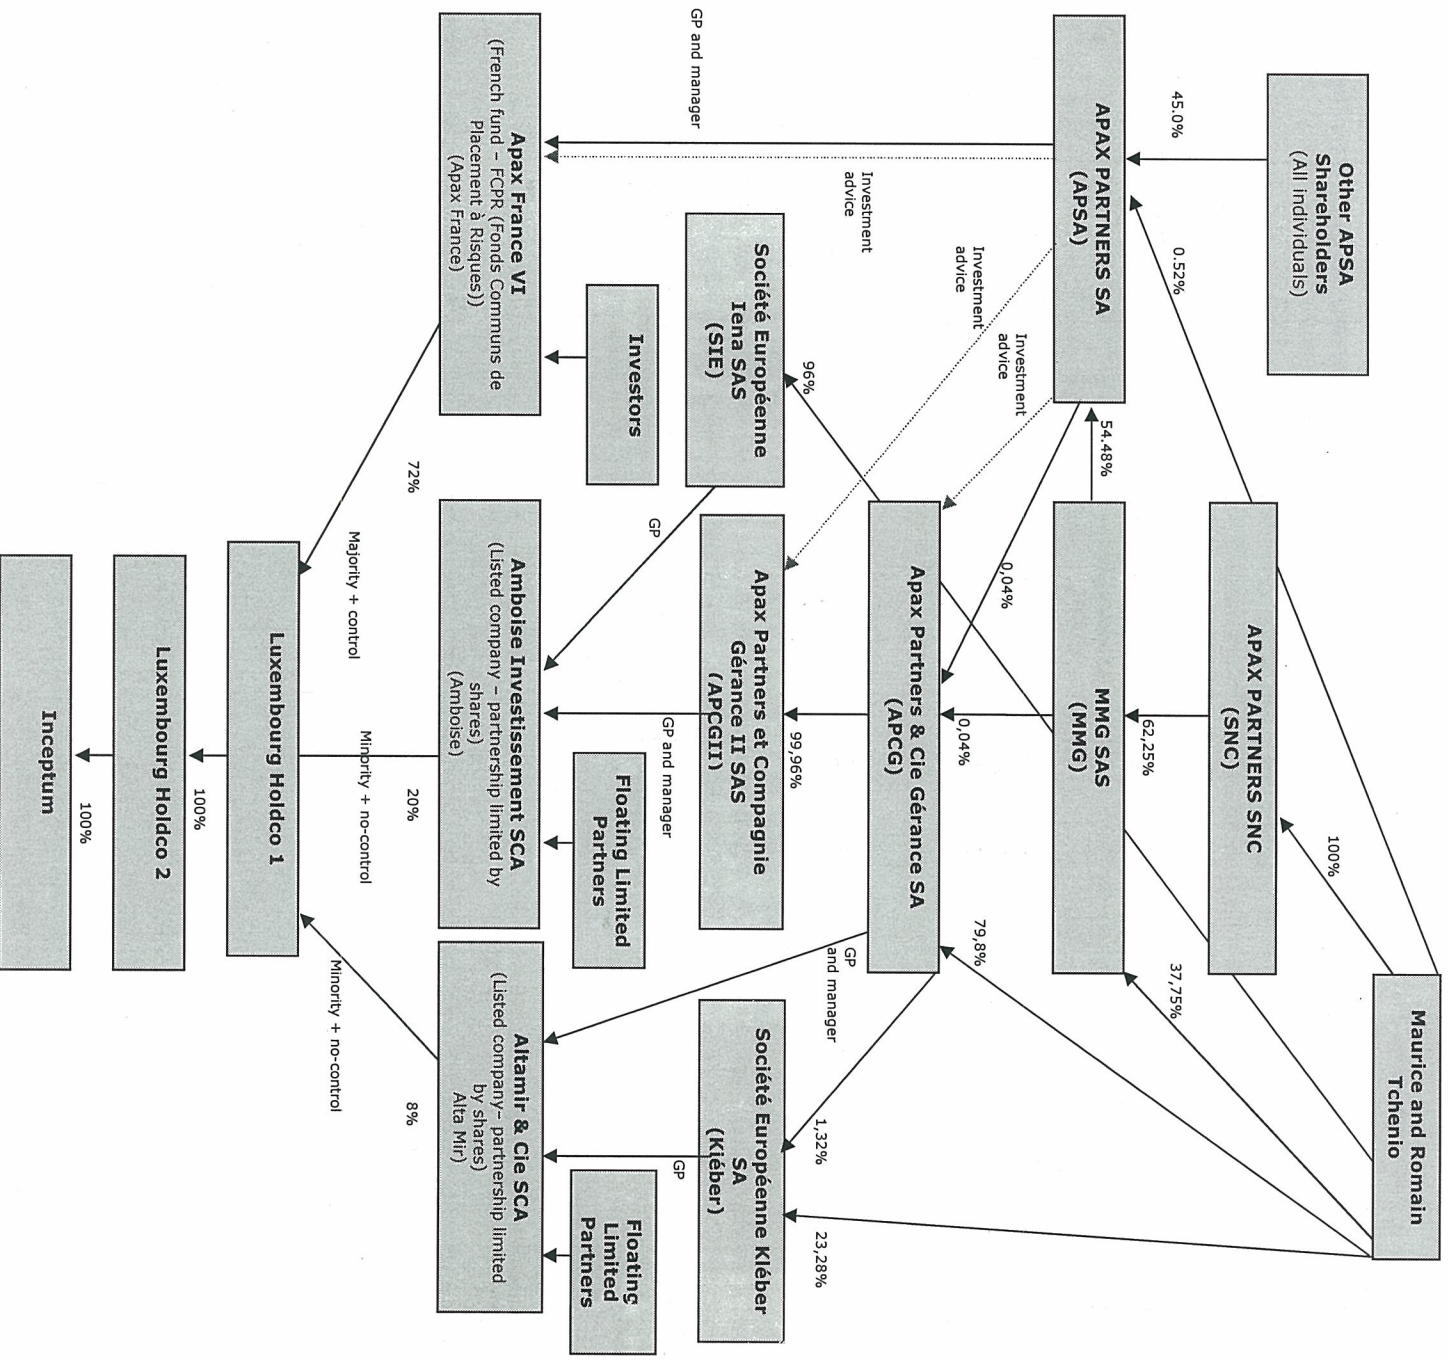 Maurice and Romain
Tchenio
Other APSA
Shareholders
(All individuals)
100%
APAX PARTNERS SNC
(SNC)
45.0%
0.52%
62,25%
37,75%
APAX PARTNERS SA
(APSA)
54.48%
MMG SAS
(MMG)
Investment
advice
Investment
advice
Investment
advice
0,04%
0,04%
79,8%
Apax Partners & Cie Gérance SA
(APCG)
GP and manager
96%
99,96%
GP
and manager
1,32%
23,28%
Société Européenne
Iena SAS
(SIE)
Apax Partners et Compagnie
Gérance II SAS
(APCGII)
Société Européenne Kléber
SA
(Kléber)
Investors
GP
GP and manager
Floating Limited
Partners
GP
Floating
Limited
Partners
Apax France VI
(French fund – FCPR (Fonds Communs de
Placement à Risques))
(Apax France)
Amboise Investissement SCA
(Listed company – partnership limited by
shares)
(Amboise)
Altamir & Cie SCA
(Listed company– partnership limited
by shares)
Alta Mir)
72%
20%
8%
Majority + control
Minority + no-control
Minority + no-control
Luxembourg Holdco 1
100%
Luxembourg Holdco 2
100%
Inceptum